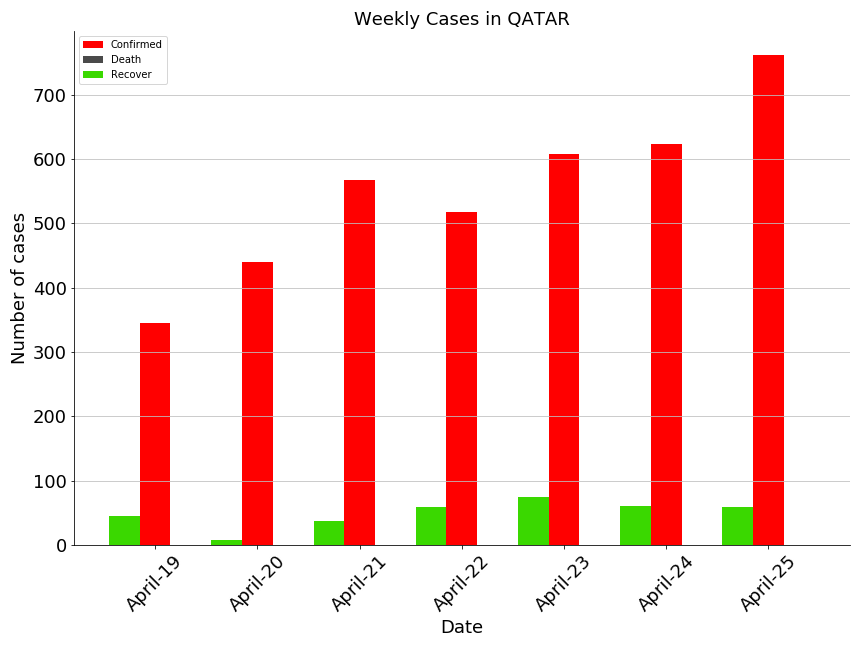 Weekly Cases in QATAR
Confirmed
Death
Recover
Number of cases
700
600
500
400
300
200
100
0
April-19
April-20
April-21
April-22
April-23
April-24
April-25
Date